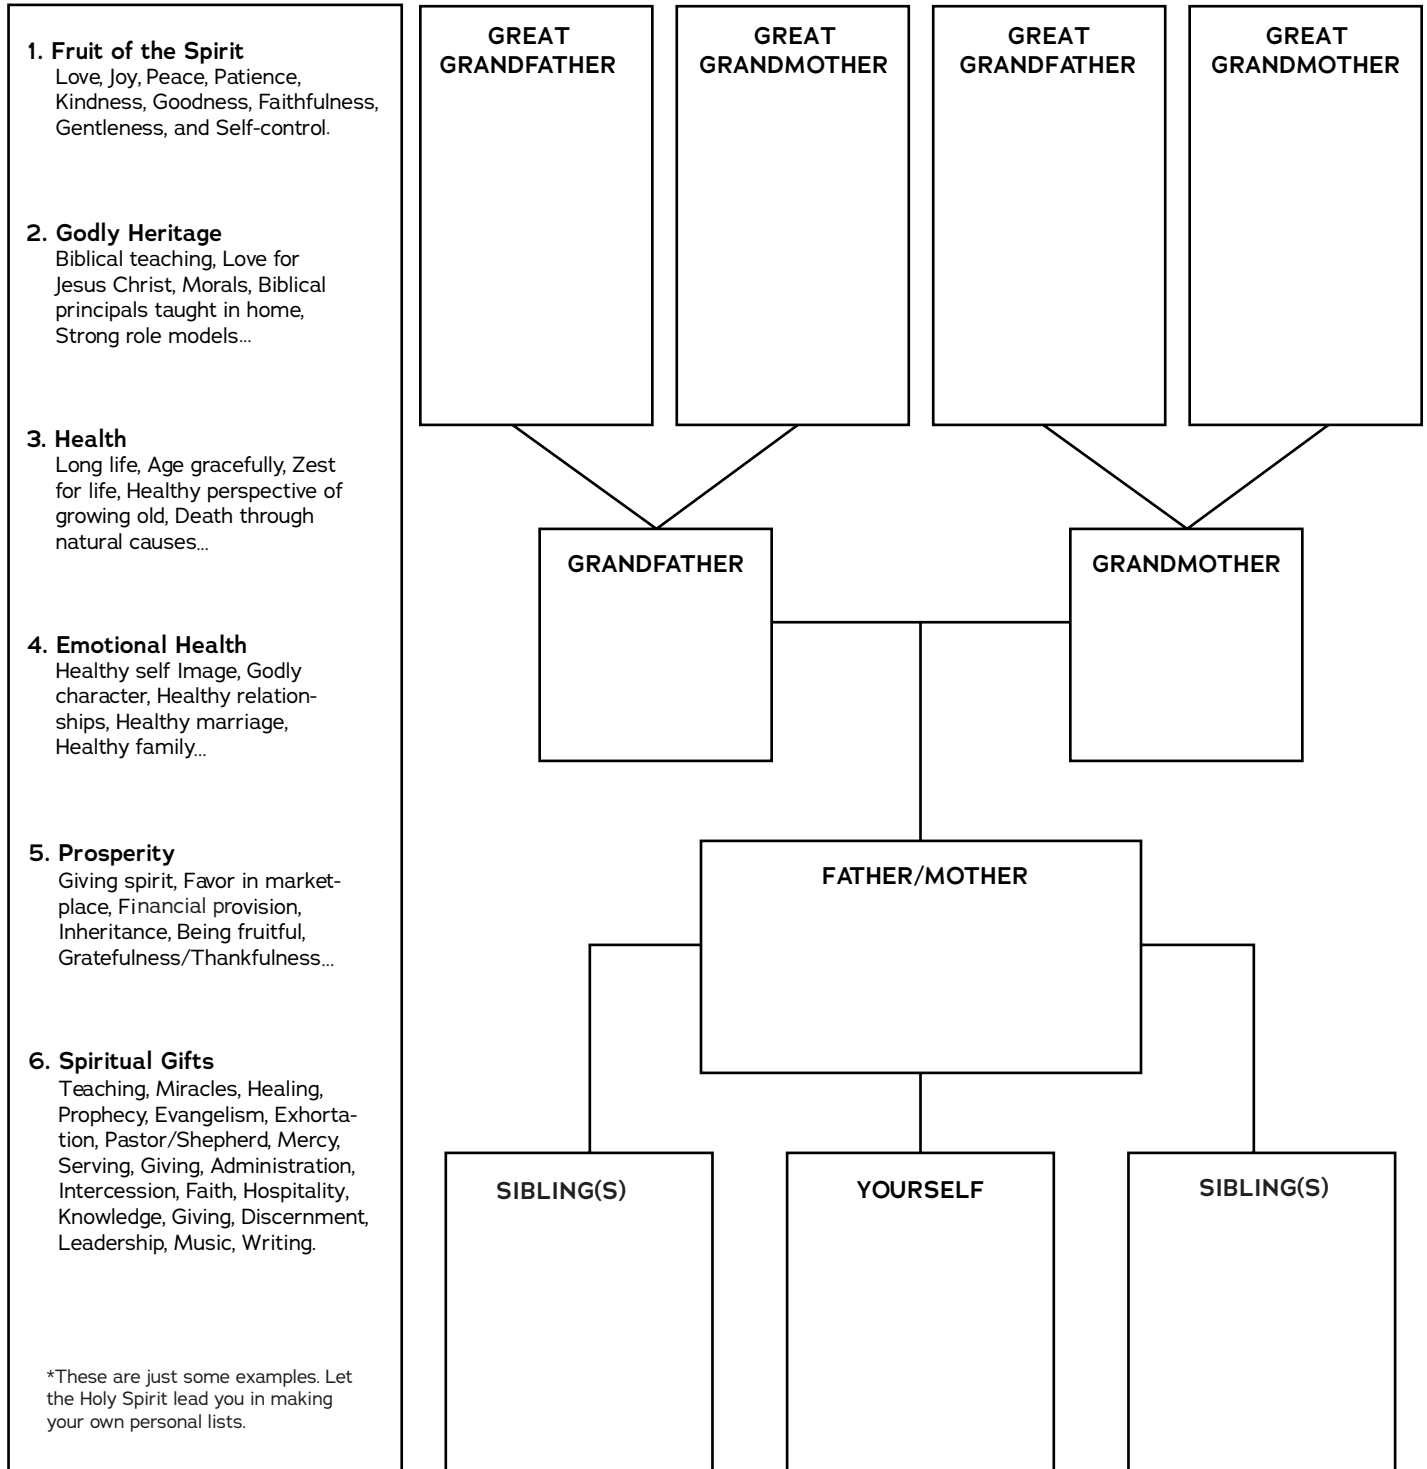 1. Fruit of the Spirit
Love, Joy, Peace, Patience,
Kindness, Goodness, Faithfulness,
Gentleness, and Self-control.
2. Godly Heritage
Biblical teaching, Love for
Jesus Christ, Morals, Biblical
principals taught in home,
Strong role models...
3. Health
Long life, Age gracefully, Zest
for life, Healthy perspective of
growing old, Death through
natural causes...
4. Emotional Health
Healthy self Image, Godly
character, Healthy relation-
ships, Healthy marriage,
Healthy family...
5. Prosperity
Giving spirit, Favor in market-
place, Financial provision,
Inheritance, Being fruitful,
Gratefulness/Thankfulness...
6. Spiritual Gifts
Teaching, Miracles, Healing,
Prophecy, Evangelism, Exhorta-
tion, Pastor/Shepherd, Mercy,
Serving, Giving, Administration,
Intercession, Faith, Hospitality,
Knowledge, Giving, Discernment,
Leadership, Music, Writing.
*These are just some examples. Let
the Holy Spirit lead you in making
your own personal lists.
GREAT
GRANDFATHER
GREAT
GRANDMOTHER
GREAT
GRANDFATHER
GREAT
GRANDMOTHER
GRANDFATHER
GRANDMOTHER
FATHER/MOTHER
SIBLING(S)
YOURSELF
SIBLING(S)